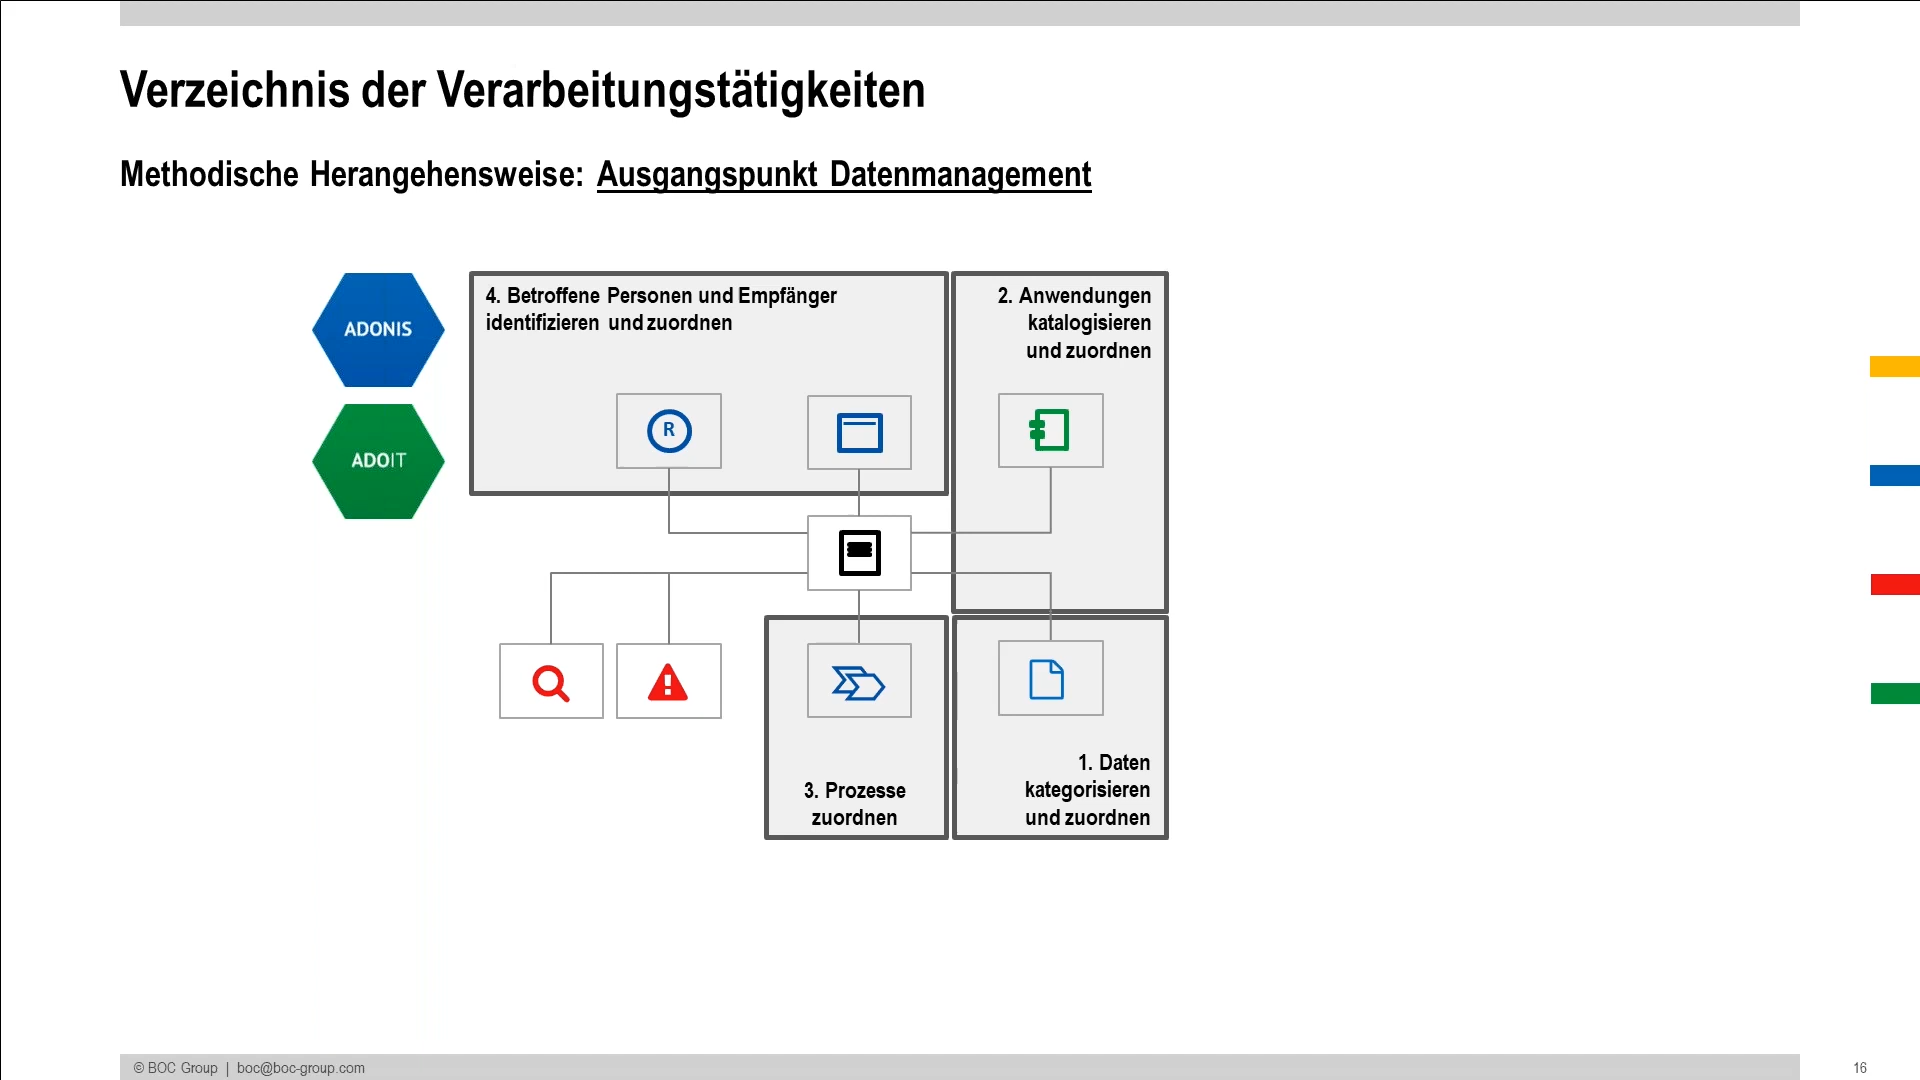 Verzeichnis der Verarbeitungstätigkeiten
Methodische Herangehensweise: Ausgangspunkt Datenmanagement
ADONIS
ADOIT
4. Betroffene Personen und Empfänger
identifizieren und zuordnen
2. Anwendungen
katalogisieren
und zuordnen
R
3. Prozesse
zuordnen
1. Daten
kategorisieren
und zuordnen
© BOC Group | boc@boc-group.com
16